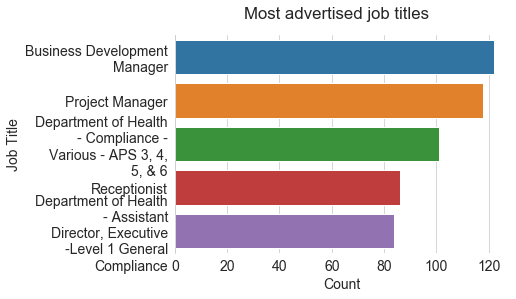 Most advertised job titles
Job Title
Business Development
Manager
Project Manager
Department of Health
- Compliance -
Various - APS 3, 4,
5, & 6
Receptionist
Department of Health
- Assistant
Director, Executive
-Level 1 General
Compliance
0 20 40 60 80 100 120
Count